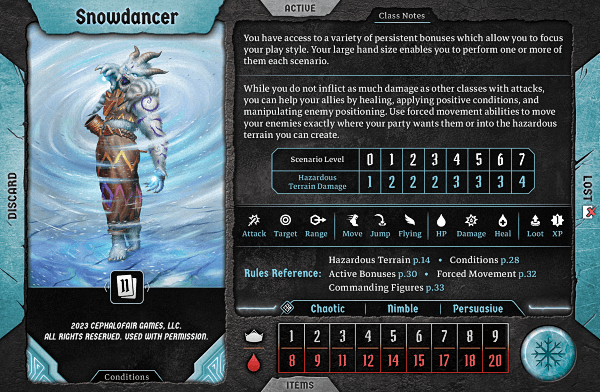 Snowdancer
ACTIVE
Class Notes
You have access to a variety of persistent bonuses which allow you to focus
your play style. Your large hand size enables you to perform one or more of
them each scenario.
While you do not inflict as much damage as other classes with attacks,
you can help your allies by healing, applying positive conditions, and
manipulating enemy positioning. Use forced movement abilities to move
your enemies exactly where your party wants them or into the hazardous
terrain you can create.
Scenario Level 0 1 2 3 4 5 6 7
Hazardous
Terrain Damage 1 2 2 2 3 3 3 4
DISCARD
LOST
Attack Target Range Move Jump Flying HP Damage Heal Loot XP
Rules Reference:
Hazardous Terrain p.14 • Conditions p.28
Active Bonuses p.30 • Forced Movement p.32
Commanding Figures p.33
11
Chaotic Nimble Persuasive
1 2 3 4 5 6 7 8 9
8 9 11 12 14 15 17 18 20
2023 CEPHALOFAIR GAMES, LLC.
ALL RIGHTS RESERVED. USED WITH PERMISSION.
Conditions
ITEMS